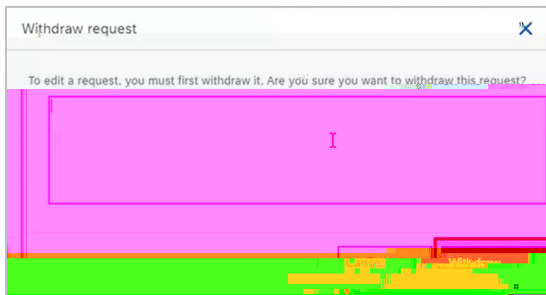 Withdraw request
To edit a request, you must first withdraw it. Are you sure you want to withdraw this request?
Withdraw